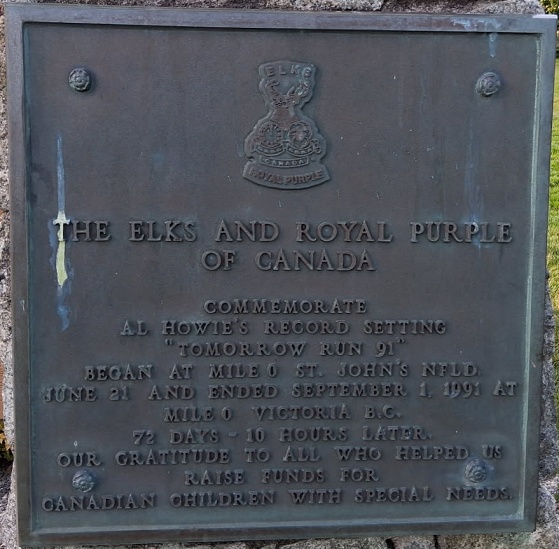 ELKS
CANADA
ROYAL PURPLE
THE ELKS AND ROYAL PURPLE
OF CANADA
COMMEMORATE
AL HOWIE'S RECORD SETTING
"TOMORROW RUN 91"
BEGAN AT MILE 0 ST. JOHN'S NFLD.
JUNE 21 AND ENDED SEPTEMBER 1, 1991 AT
MILE 0 VICTORIA B.C.
72 DAYS - 10 HOURS LATER.
OUR GRATITUDE TO ALL WHO HELPED US
RAISE FUNDS FOR
CANADIAN CHILDREN WITH SPECIAL NEEDS.